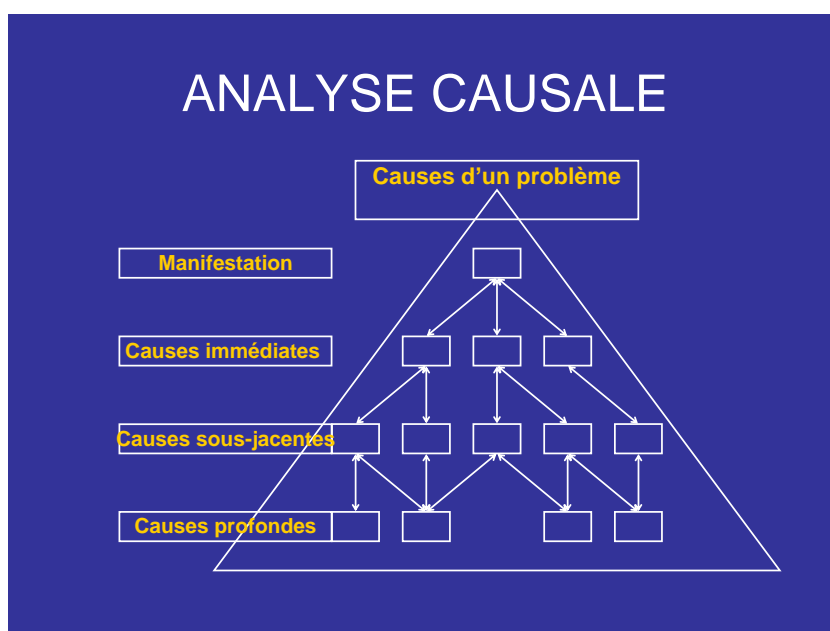 ANALYSE CAUSALE
Causes d'un problème
Manifestation
Causes immédiates
Causes sous-jacentes
Causes profondes